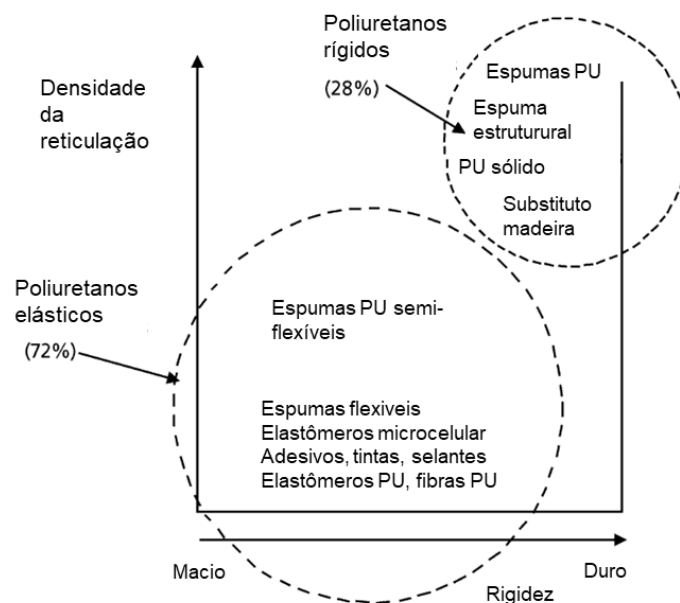 Poliuretanos
rígidos
(28%)
Espumas PU
Espuma
estruturural
PU sólido
Substituto
madeira
Densidade
da
reticulação
Poliuretanos
elásticos
(72%)
Espumas PU semi-
flexíveis
Espumas flexiveis
Elastômeros microcelular
Adesivos, tintas, selantes
Elastômeros PU, fibras PU
Macio
Duro
Rigidez